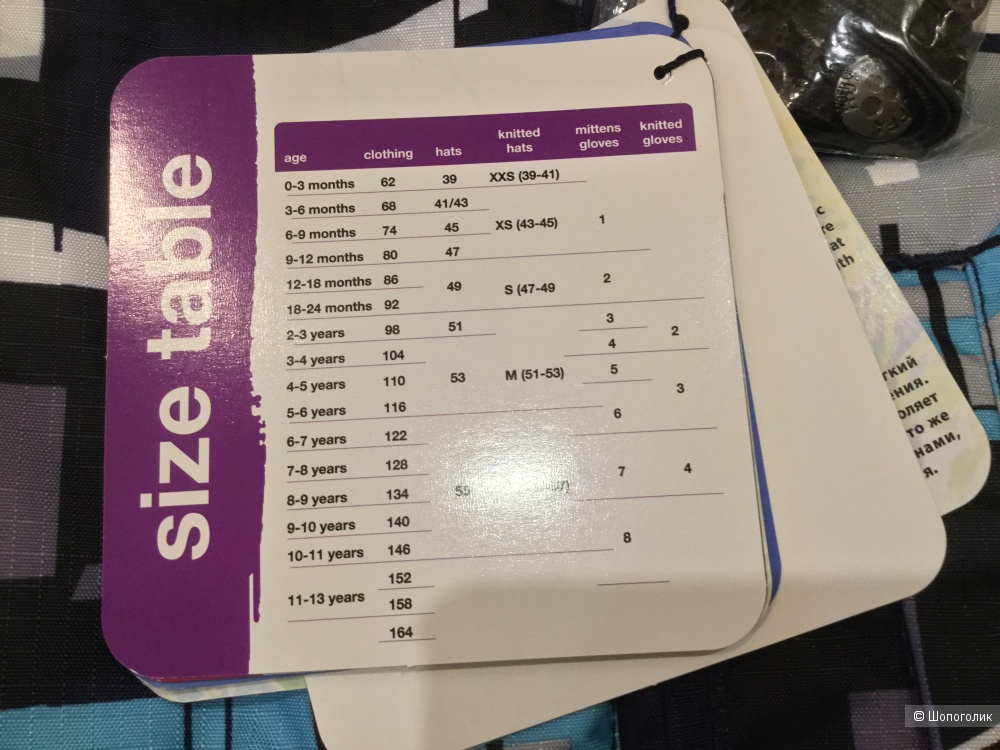 size table
age clothing hats knitted hats mittens gloves knitted gloves
0-3 months 62 39 XXS (39-41)
3-6 months 68 41/43
6-9 months 74 45 XS (43-45) 1
9-12 months 80 47
12-18 months 86 49 S (47-49 2
18-24 months 92
2-3 years 98 51 3 2
3-4 years 104 4
4-5 years 110 53 M (51-53) 5 3
5-6 years 116 6
6-7 years 122
7-8 years 128 7 4
8-9 years 134 55
9-10 years 140
10-11 years 146 8
152
11-13 years 158
164
то же
© Шопоголик